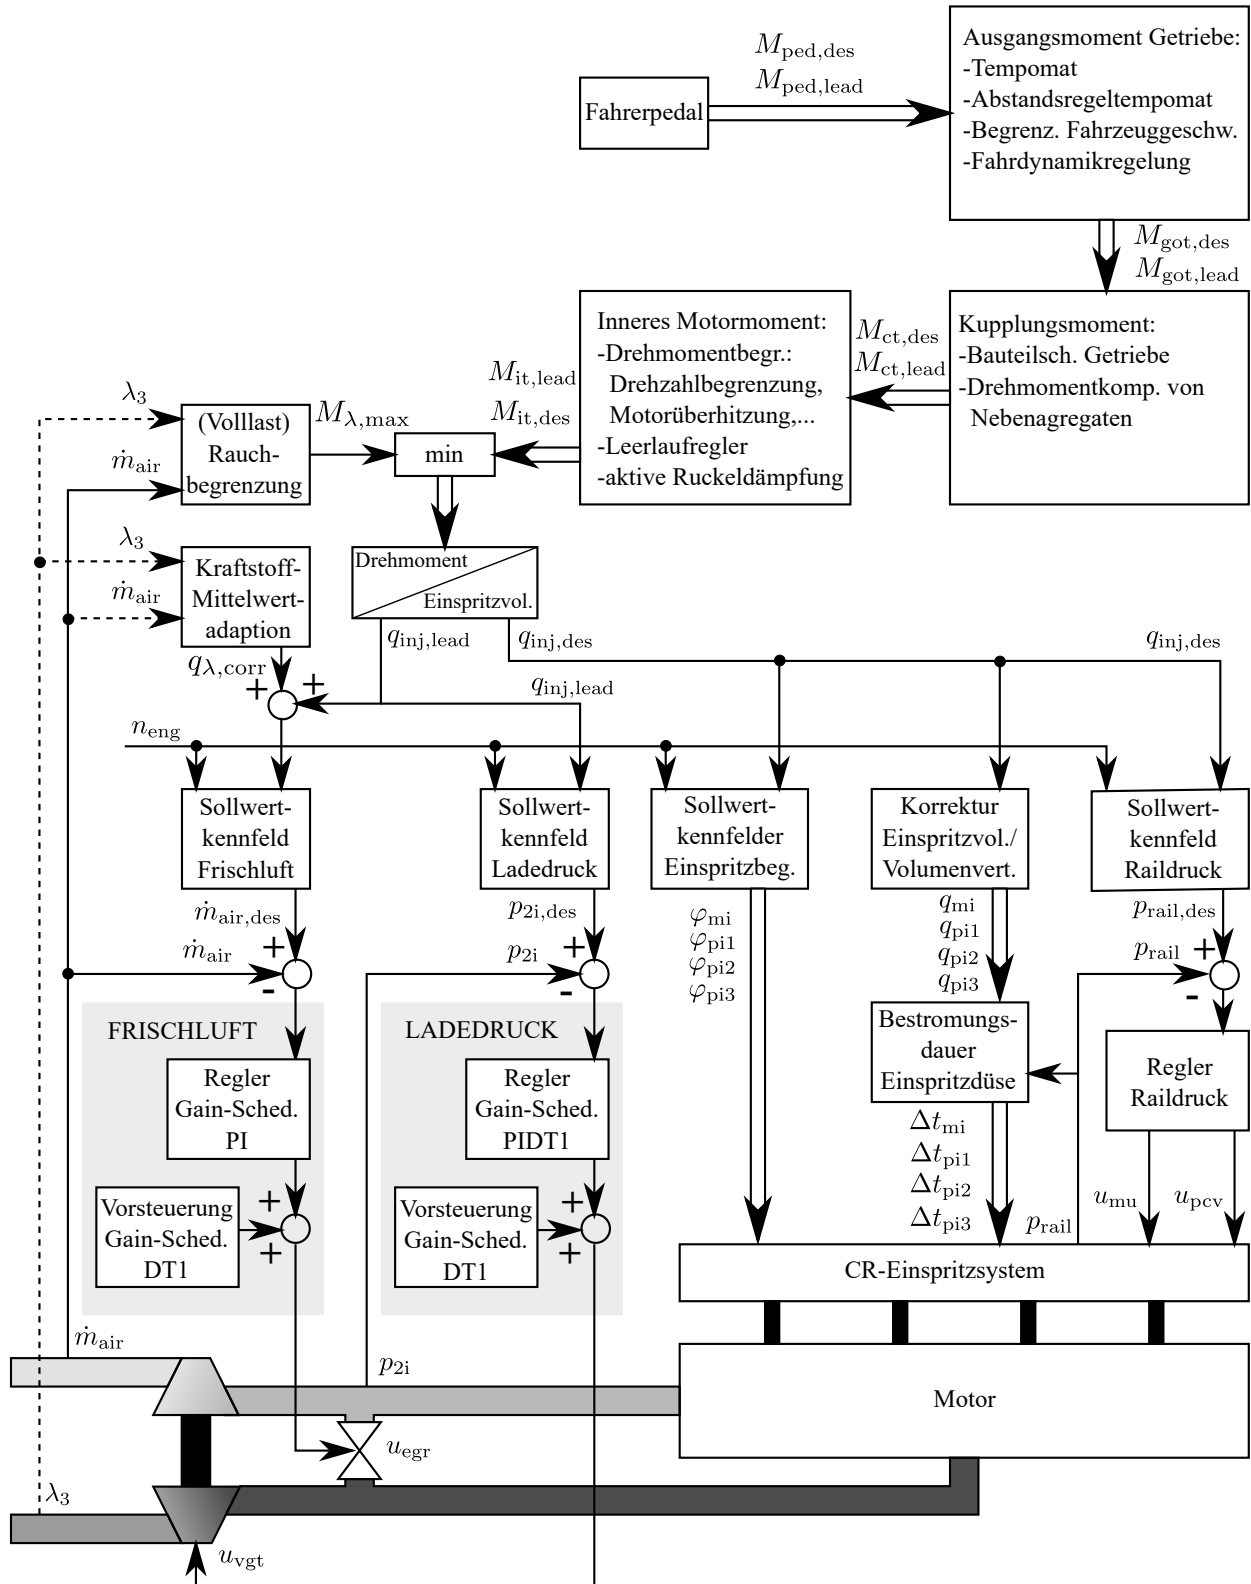 M_ped,des
M_ped,lead
Fahrerpedal
Ausgangsmoment Getriebe:
-Tempomat
-Abstandsregeltempomat
-Begrenz. Fahrzeuggeschw.
-Fahrdynamikregelung
M_got,des
M_got,lead
Kupplungsmoment:
-Bauteilsch. Getriebe
-Drehmomentkomp. von
Nebenagregaten
M_ct,des
M_ct,lead
Inneres Motormoment:
-Drehmomentbegr.:
Drehzahlbegrenzung,
Motorüberhitzung,...
-Leerlaufregler
-aktive Ruckeldämpfung
M_it,lead
M_it,des
λ_3
ṁ_air
(Volllast)
Rauch-
begrenzung
M_λ,max
min
λ_3
ṁ_air
Kraftstoff-
Mittelwert-
adaption
Drehmoment
Einspritzvol.
q_inj,lead
q_inj,des
q_inj,des
q_λ,corr
+
+
q_inj,lead
n_eng
Sollwert-
kennfeld
Frischluft
Sollwert-
kennfeld
Ladedruck
Sollwert-
kennfelder
Einspritzbeg.
Korrektur
Einspritzvol./
Volumenvert.
Sollwert-
kennfeld
Raildruck
ṁ_air,des
ṁ_air
+
-
p_2i,des
p_2i
+
-
φ_mi
φ_pi1
φ_pi2
φ_pi3
q_mi
q_pi1
q_pi2
q_pi3
p_rail,des
p_rail
+
-
FRISCHLUFT
Regler
Gain-Sched.
PI
Vorsteuerung
Gain-Sched.
DT1
+
+
LADEDRUCK
Regler
Gain-Sched.
PIDT1
Vorsteuerung
Gain-Sched.
DT1
+
+
Bestromungs-
dauer
Einspritzdüse
Regler
Raildruck
Δt_mi
Δt_pi1
Δt_pi2
Δt_pi3
p_rail
u_mu
u_pcv
CR-Einspritzsystem
Motor
ṁ_air
p_2i
u_egr
λ_3
u_vgt